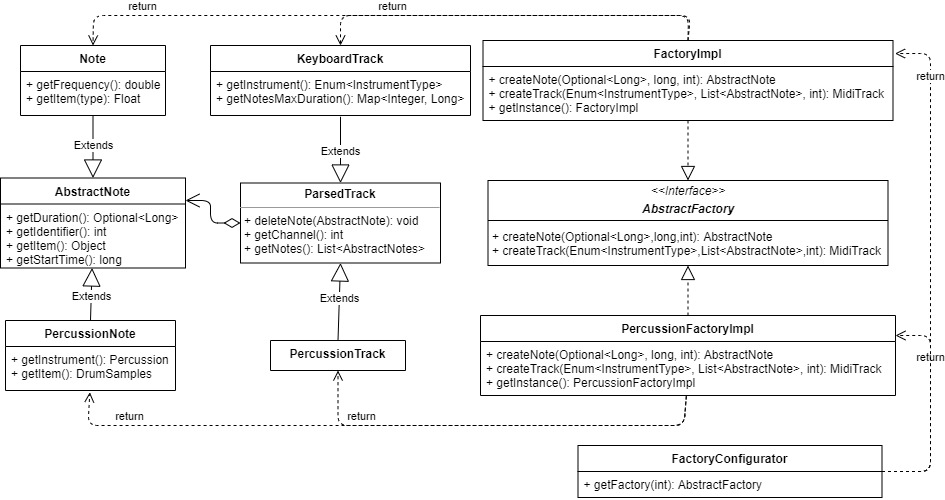 return
return
Note
+ getFrequency(): double
+ getItem(type): Float
KeyboardTrack
+ getInstrument(): Enum<InstrumentType>
+ getNotesMaxDuration(): Map<Integer, Long>
FactoryImpl
+ createNote(Optional<Long>, long, int): AbstractNote
+ createTrack(Enum<InstrumentType>, List<AbstractNote>, int): MidiTrack
+ getInstance(): FactoryImpl
return
Extends
Extends
AbstractNote
+ getDuration(): Optional<Long>
+ getIdentifier(): int
+ getItem(): Object
+ getStartTime(): long
ParsedTrack
+ deleteNote(AbstractNote): void
+ getChannel(): int
+ getNotes(): List<AbstractNotes>
<<Interface>>
AbstractFactory
+ createNote(Optional<Long>,long,int): AbstractNote
+ createTrack(Enum<InstrumentType>,List<AbstractNote>,int): MidiTrack
Extends
Extends
PercussionNote
+ getInstrument(): Percussion
+ getItem(): DrumSamples
PercussionTrack
PercussionFactoryImpl
+ createNote(Optional<Long>, long, int): AbstractNote
+ createTrack(Enum<InstrumentType>, List<AbstractNote>, int): MidiTrack
+ getInstance(): PercussionFactoryImpl
return
return
return
FactoryConfigurator
+ getFactory(int): AbstractFactory